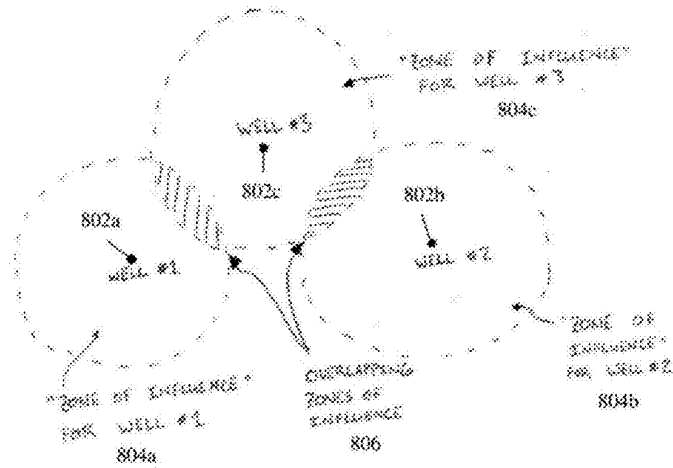 "ZONE OF INFLUENCE"
FOR WELL #3
804c
WELL #3
802c
802a
WELL #1
802b
WELL #2
"ZONE OF INFLUENCE"
FOR WELL #1
804a
OVERLAPPING
ZONES OF
INFLUENCE
806
"ZONE OF
INFLUENCE"
FOR WELL #2
804b